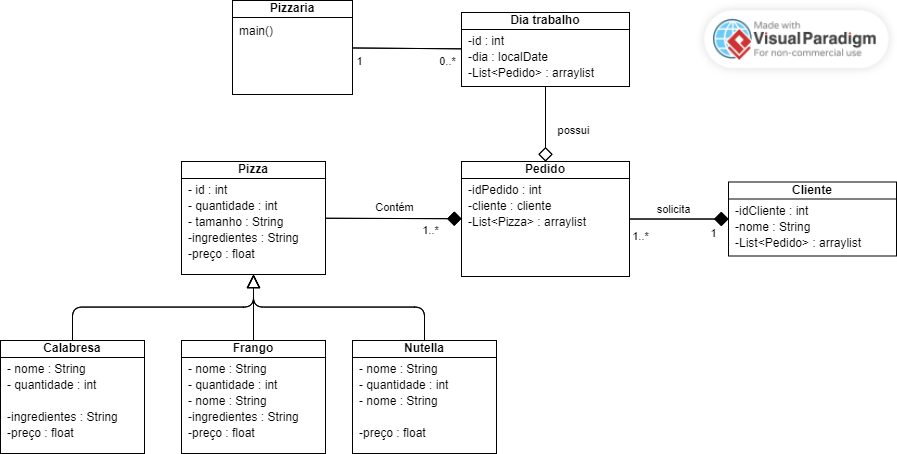 Pizzaria
main()
1
0..*
Dia trabalho
-id : int
-dia : localDate
-List<Pedido> : arraylist
Made with
Visual Paradigm
For non-commercial use
possui
Pizza
- id : int
- quantidade : int
- tamanho : String
-ingredientes : String
-preço : float
Contém
1..*
Pedido
-idPedido : int
-cliente : cliente
-List<Pizza> : arraylist
solicita
1..*
1
Cliente
-idCliente : int
-nome : String
-List<Pedido> : arraylist
Calabresa
- nome : String
- quantidade : int
-ingredientes : String
-preço : float
Frango
- nome : String
- quantidade : int
- nome : String
-ingredientes : String
-preço : float
Nutella
- nome : String
- quantidade : int
- nome : String
-preço : float